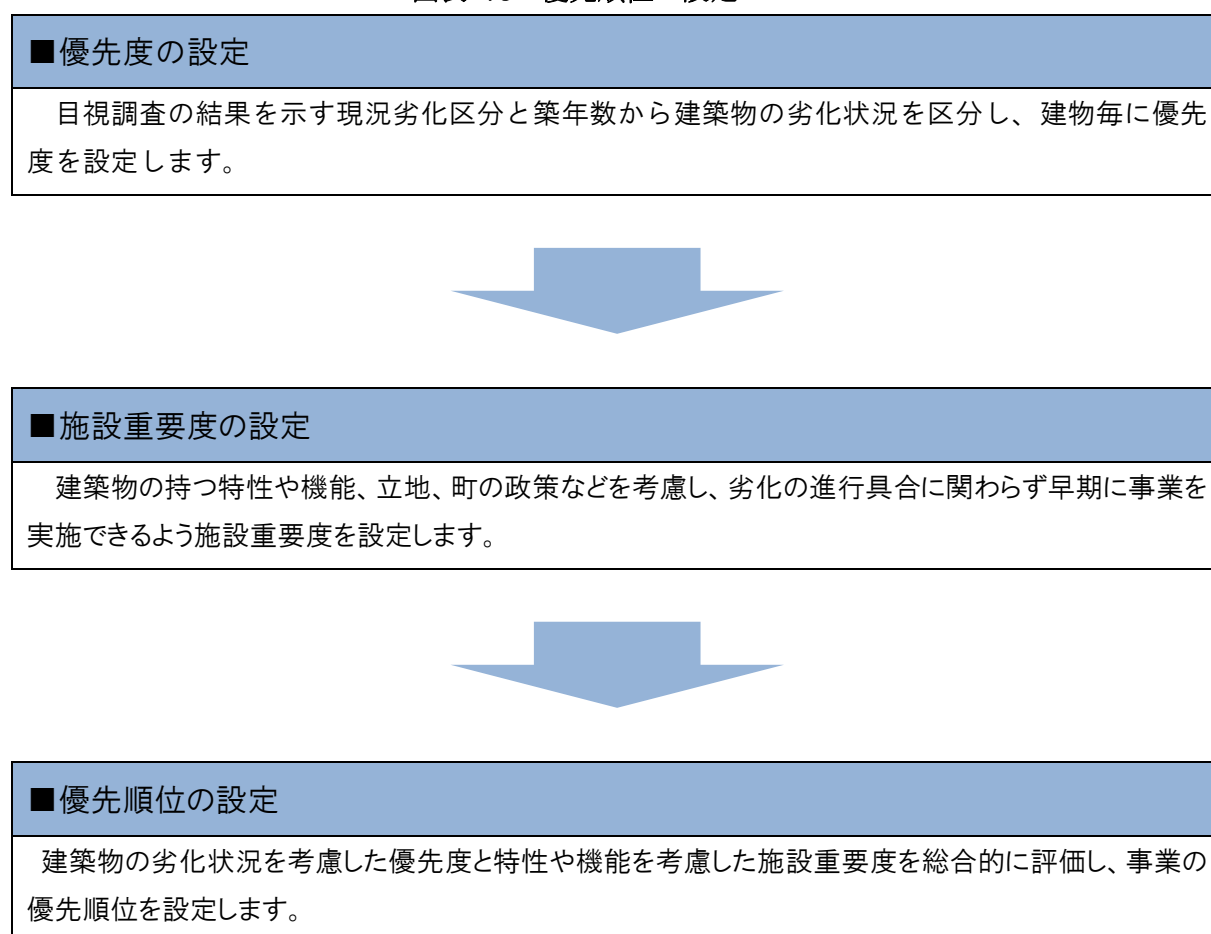 ■優先度の設定
目視調査の結果を示す現況劣化区分と築年数から建築物の劣化状況を区分し、建物毎に優先
度を設定します。
■施設重要度の設定
建築物の持つ特性や機能、立地、町の政策などを考慮し、劣化の進行具合に関わらず早期に事業を
実施できるよう施設重要度を設定します。
■優先順位の設定
建築物の劣化状況を考慮した優先度と特性や機能を考慮した施設重要度を総合的に評価し、事業の
優先順位を設定します。